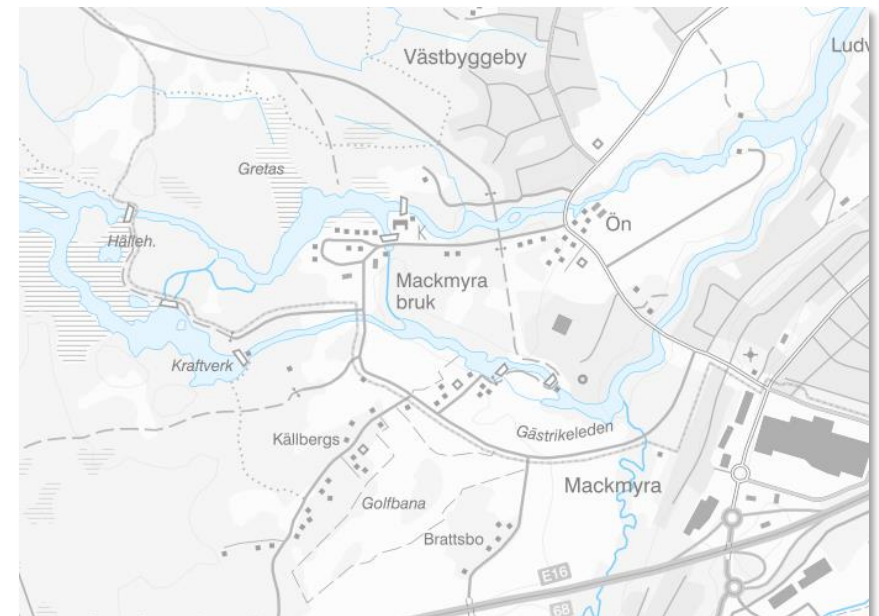 Västbyggeby
Ludv
Gretas
Ön
Hälleh.
K
Mackmyra
bruk
Kraftverk
Källbergs
Gästrikeleden
Mackmyra
Golfbana
Brattsbo
E16
68